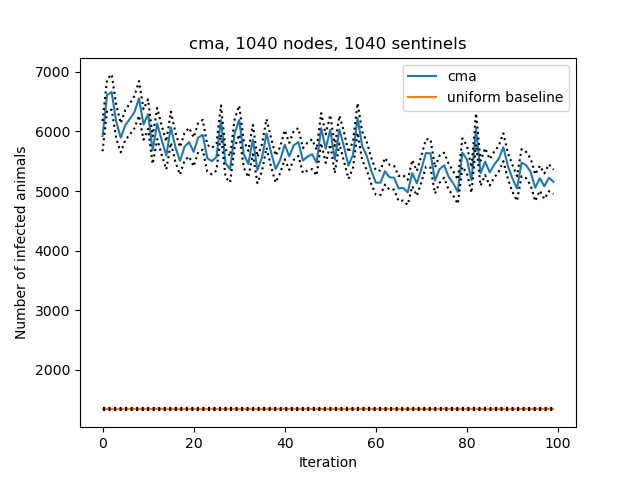 cma, 1040 nodes, 1040 sentinels
7000
6000
5000
4000
3000
2000
Number of infected animals
cma
uniform baseline
0 20 40 60 80 100
Iteration